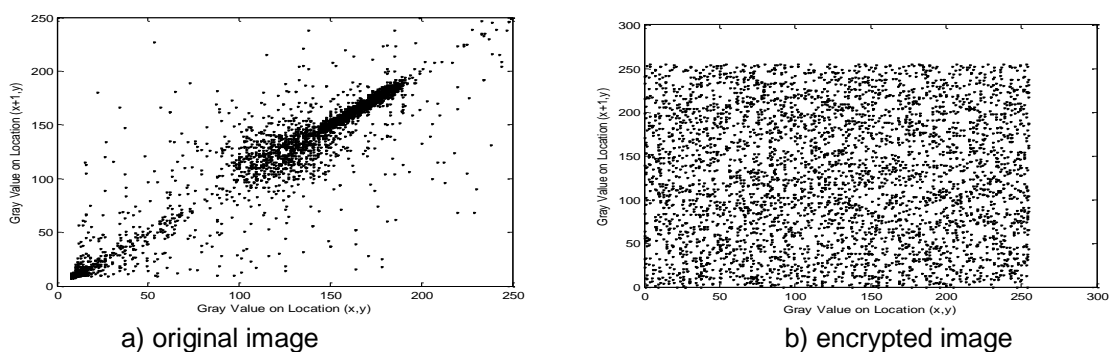 250
200
150
100
50
0
0 50 100 150 200 250
Gray Value on Location (x+1,y)
Gray Value on Location (x,y)
a) original image
300
250
200
150
100
50
0
0 50 100 150 200 250 300
Gray Value on Location (x+1,y)
Gray Value on Location (x,y)
b) encrypted image